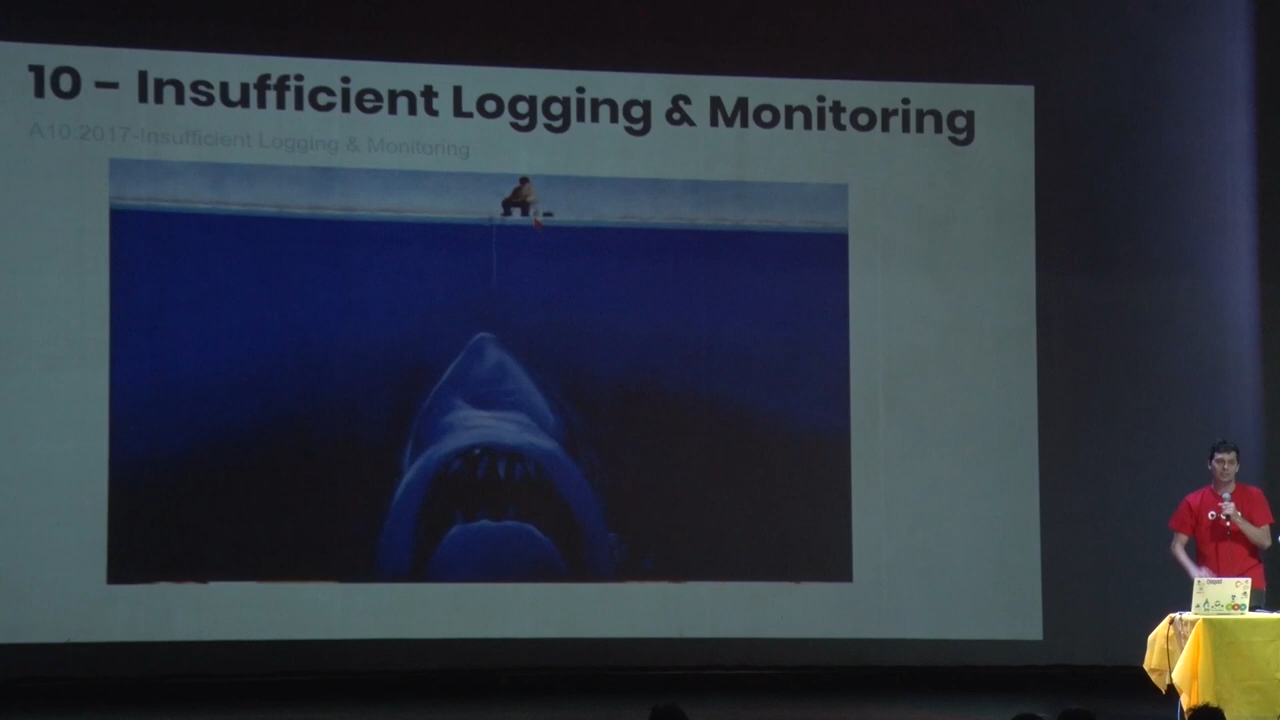 10 – Insufficient Logging & Monitoring
A10:2017-Insufficient Logging & Monitoring